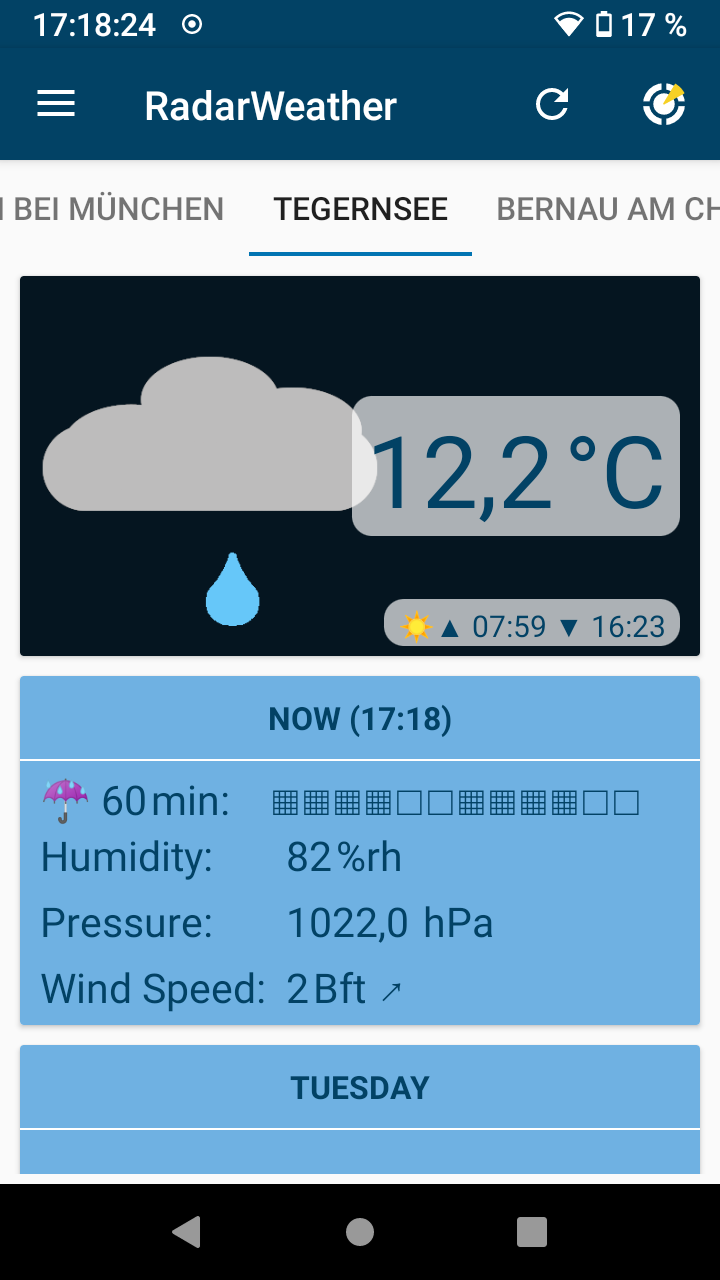 17:18:24 17 %
RadarWeather
BEI MÜNCHEN TEGERNSEE BERNAU AM CH
12,2 °C
☀️▲ 07:59 ▼ 16:23
NOW (17:18)
☔ 60 min: ▦▦▦▦□□▦▦▦▦□□
Humidity: 82 %rh
Pressure: 1022,0 hPa
Wind Speed: 2 Bft ↗
TUESDAY